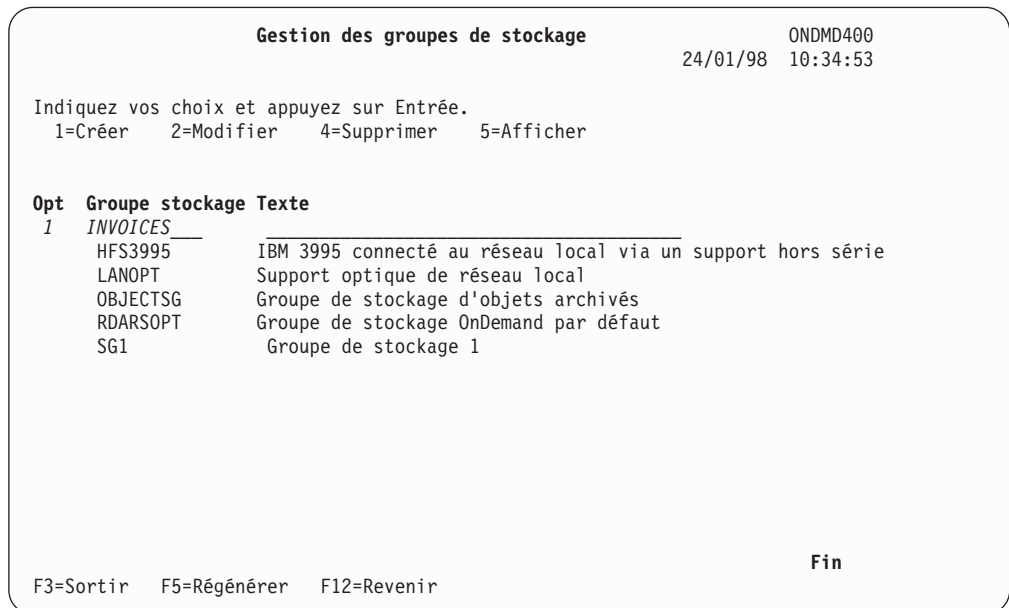 Gestion des groupes de stockage ONDMD400
24/01/98 10:34:53
Indiquez vos choix et appuyez sur Entrée.
1=Créer 2=Modifier 4=Supprimer 5=Afficher
Opt Groupe stockage Texte
1 INVOICES___ _______________________________________
HFS3995 IBM 3995 connecté au réseau local via un support hors série
LANOPT Support optique de réseau local
OBJECTSG Groupe de stockage d'objets archivés
RDARSOPT Groupe de stockage OnDemand par défaut
SG1 Groupe de stockage 1
Fin
F3=Sortir F5=Régénérer F12=Revenir